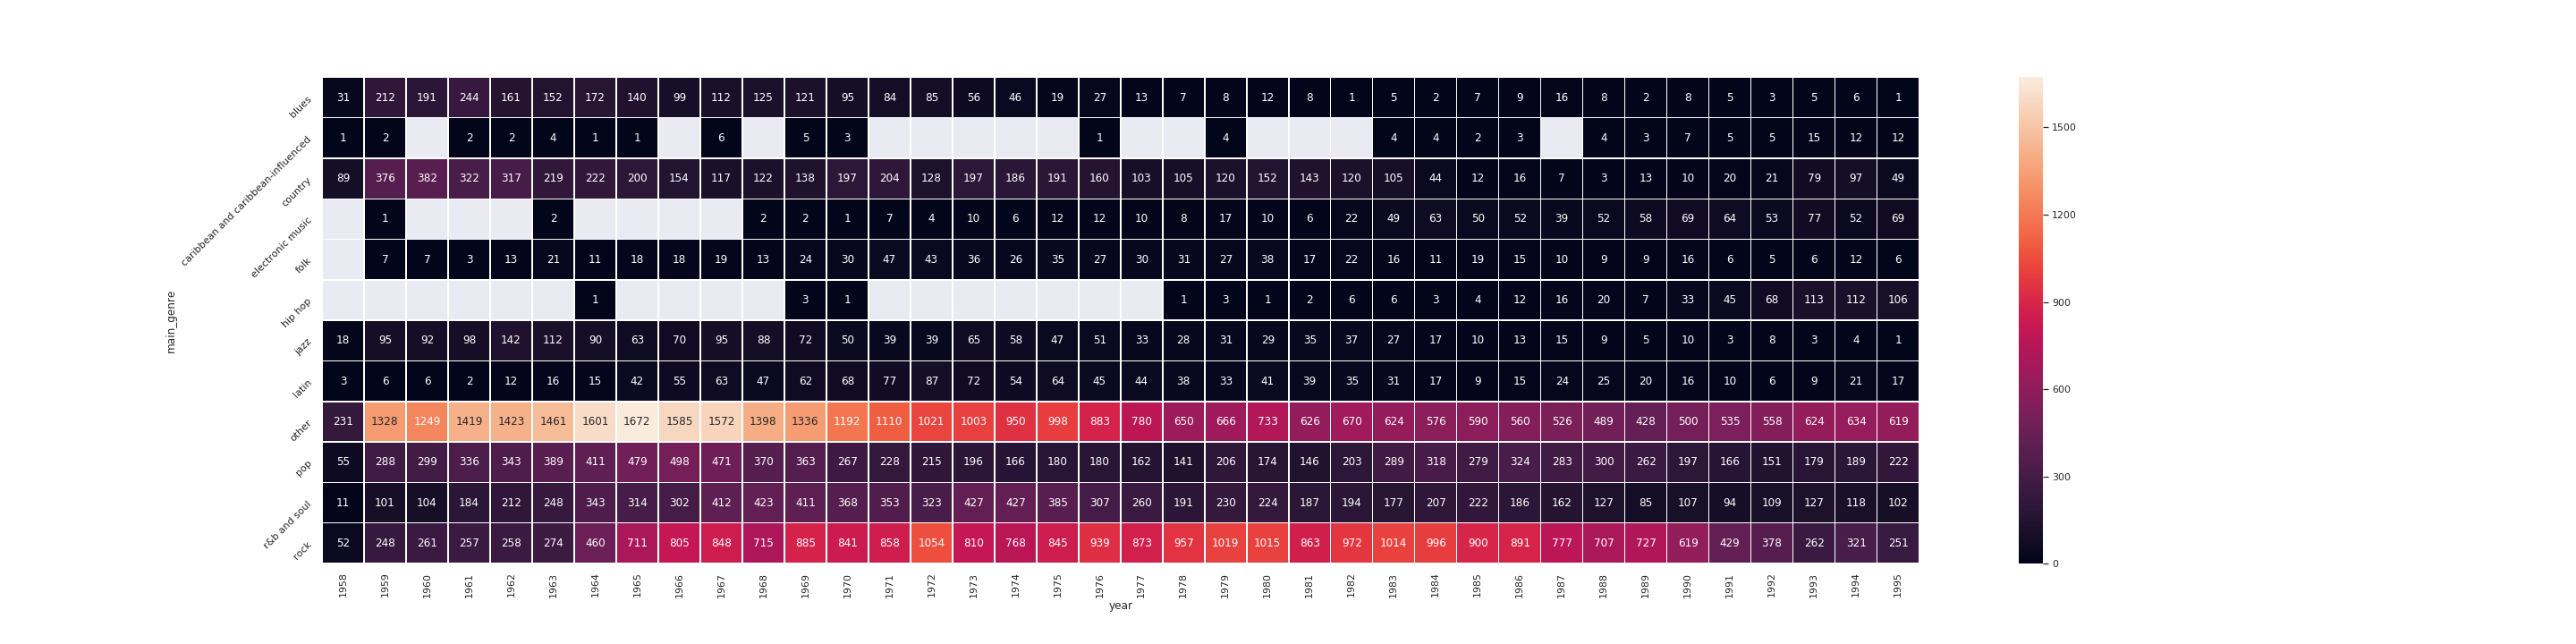 blues 31 212 191 244 161 152 172 140 99 112 125 121 95 84 85 56 46 19 27 13 7 8 12 8 1 5 2 7 9 16 8 2 8 5 3 5 6 1
caribbean and caribbean-influenced 1 2 2 2 4 1 1 6 5 3 1 4 4 4 2 3 4 3 7 5 5 15 12 12
country 89 376 382 322 317 219 222 200 154 117 122 138 197 204 128 197 186 191 160 103 105 120 152 143 120 105 44 12 16 7 3 13 10 20 21 79 97 49
electronic music 1 2 2 2 1 7 4 10 6 12 12 10 8 17 10 6 22 49 63 50 52 39 52 58 69 64 53 77 52 69
folk 7 7 3 13 21 11 18 18 19 13 24 30 47 43 36 26 35 27 30 31 27 38 17 22 16 11 19 15 10 9 9 16 6 5 6 12 6
hip hop 1 3 1 1 3 1 2 6 6 3 4 12 16 20 7 33 45 68 113 112 106
jazz 18 95 92 98 142 112 90 63 70 95 88 72 50 39 39 65 58 47 51 33 28 31 29 35 37 27 17 10 13 15 9 5 10 3 8 3 4 1
latin 3 6 6 2 12 16 15 42 55 63 47 62 68 77 87 72 54 64 45 44 38 33 41 39 35 31 17 9 15 24 25 20 16 10 6 9 21 17
other 231 1328 1249 1419 1423 1461 1601 1672 1585 1572 1398 1336 1192 1110 1021 1003 950 998 883 780 650 666 733 626 670 624 576 590 560 526 489 428 500 535 558 624 634 619
pop 55 288 299 336 343 389 411 479 498 471 370 363 267 228 215 196 166 180 180 162 141 206 174 146 203 289 318 279 324 283 300 262 197 166 151 179 189 222
r&b and soul 11 101 104 184 212 248 343 314 302 412 423 411 368 353 323 427 427 385 307 260 191 230 224 187 194 177 207 222 186 162 127 85 107 94 109 127 118 102
rock 52 248 261 257 258 274 460 711 805 848 715 885 841 858 1054 810 768 845 939 873 957 1019 1015 863 972 1014 996 900 891 777 707 727 619 429 378 262 321 251
1958 1959 1960 1961 1962 1963 1964 1965 1966 1967 1968 1969 1970 1971 1972 1973 1974 1975 1976 1977 1978 1979 1980 1981 1982 1983 1984 1985 1986 1987 1988 1989 1990 1991 1992 1993 1994 1995
year
main_genre
1500
1200
900
600
300
0